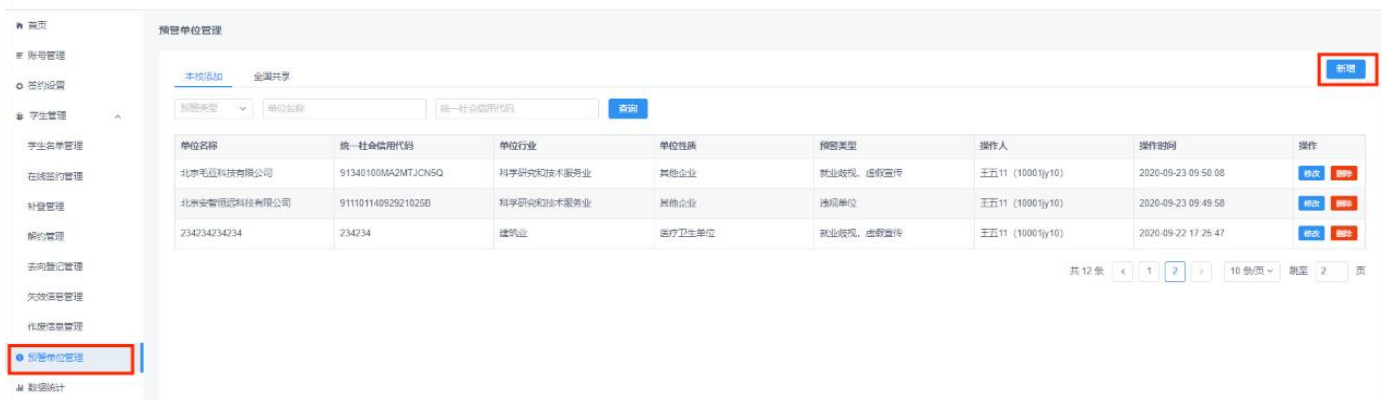 首页
账号管理
签约设置
学生管理
学生名单管理
在线签约管理
补登管理
解约管理
去向登记管理
失效信息管理
作废信息管理
预警单位管理
数据统计
预警单位管理
本校添加 全国共享
新增
预警类型 单位名称 统一社会信用代码 查询
单位名称 统一社会信用代码 单位行业 单位性质 预警类型 操作人 操作时间 操作
北京毛豆科技有限公司 91340100MA2MTJCN5Q 科学研究和技术服务业 其他企业 就业歧视，虚假宣传 王五11 (10001jy10) 2020-09-23 09:50:08 修改 删除
北京安智恒远科技有限公司 91110114092921025B 科学研究和技术服务业 其他企业 违规单位 王五11 (10001jy10) 2020-09-23 09:49:58 修改 删除
234234234234 234234 建筑业 医疗卫生单位 就业歧视，虚假宣传 王五11 (10001jy10) 2020-09-22 17:25:47 修改 删除
共 12 条 < 1 2 > 10 条/页 跳至 2 页